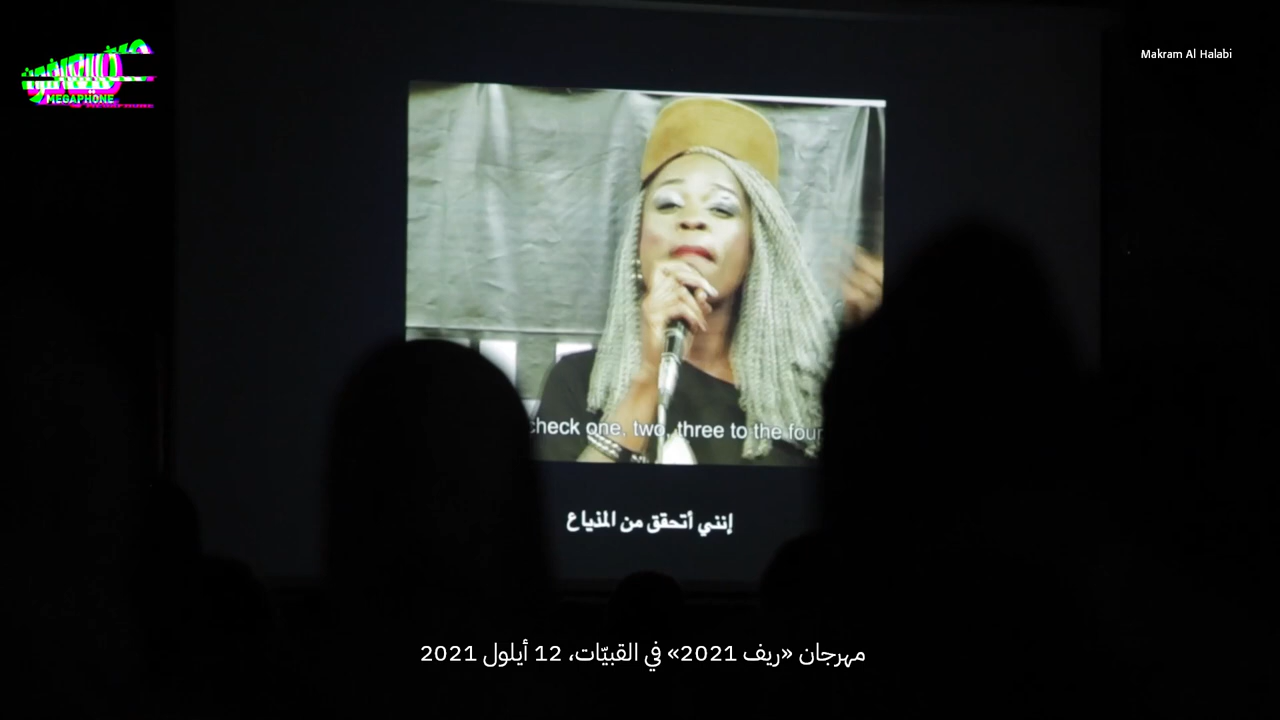 ميغافون
MEGAPHONE
Makram Al Halabi
check one, two, three to the four
إنني أتحقق من المذياع
مهرجان «ريف 2021» في القبيّات، 12 أيلول 2021